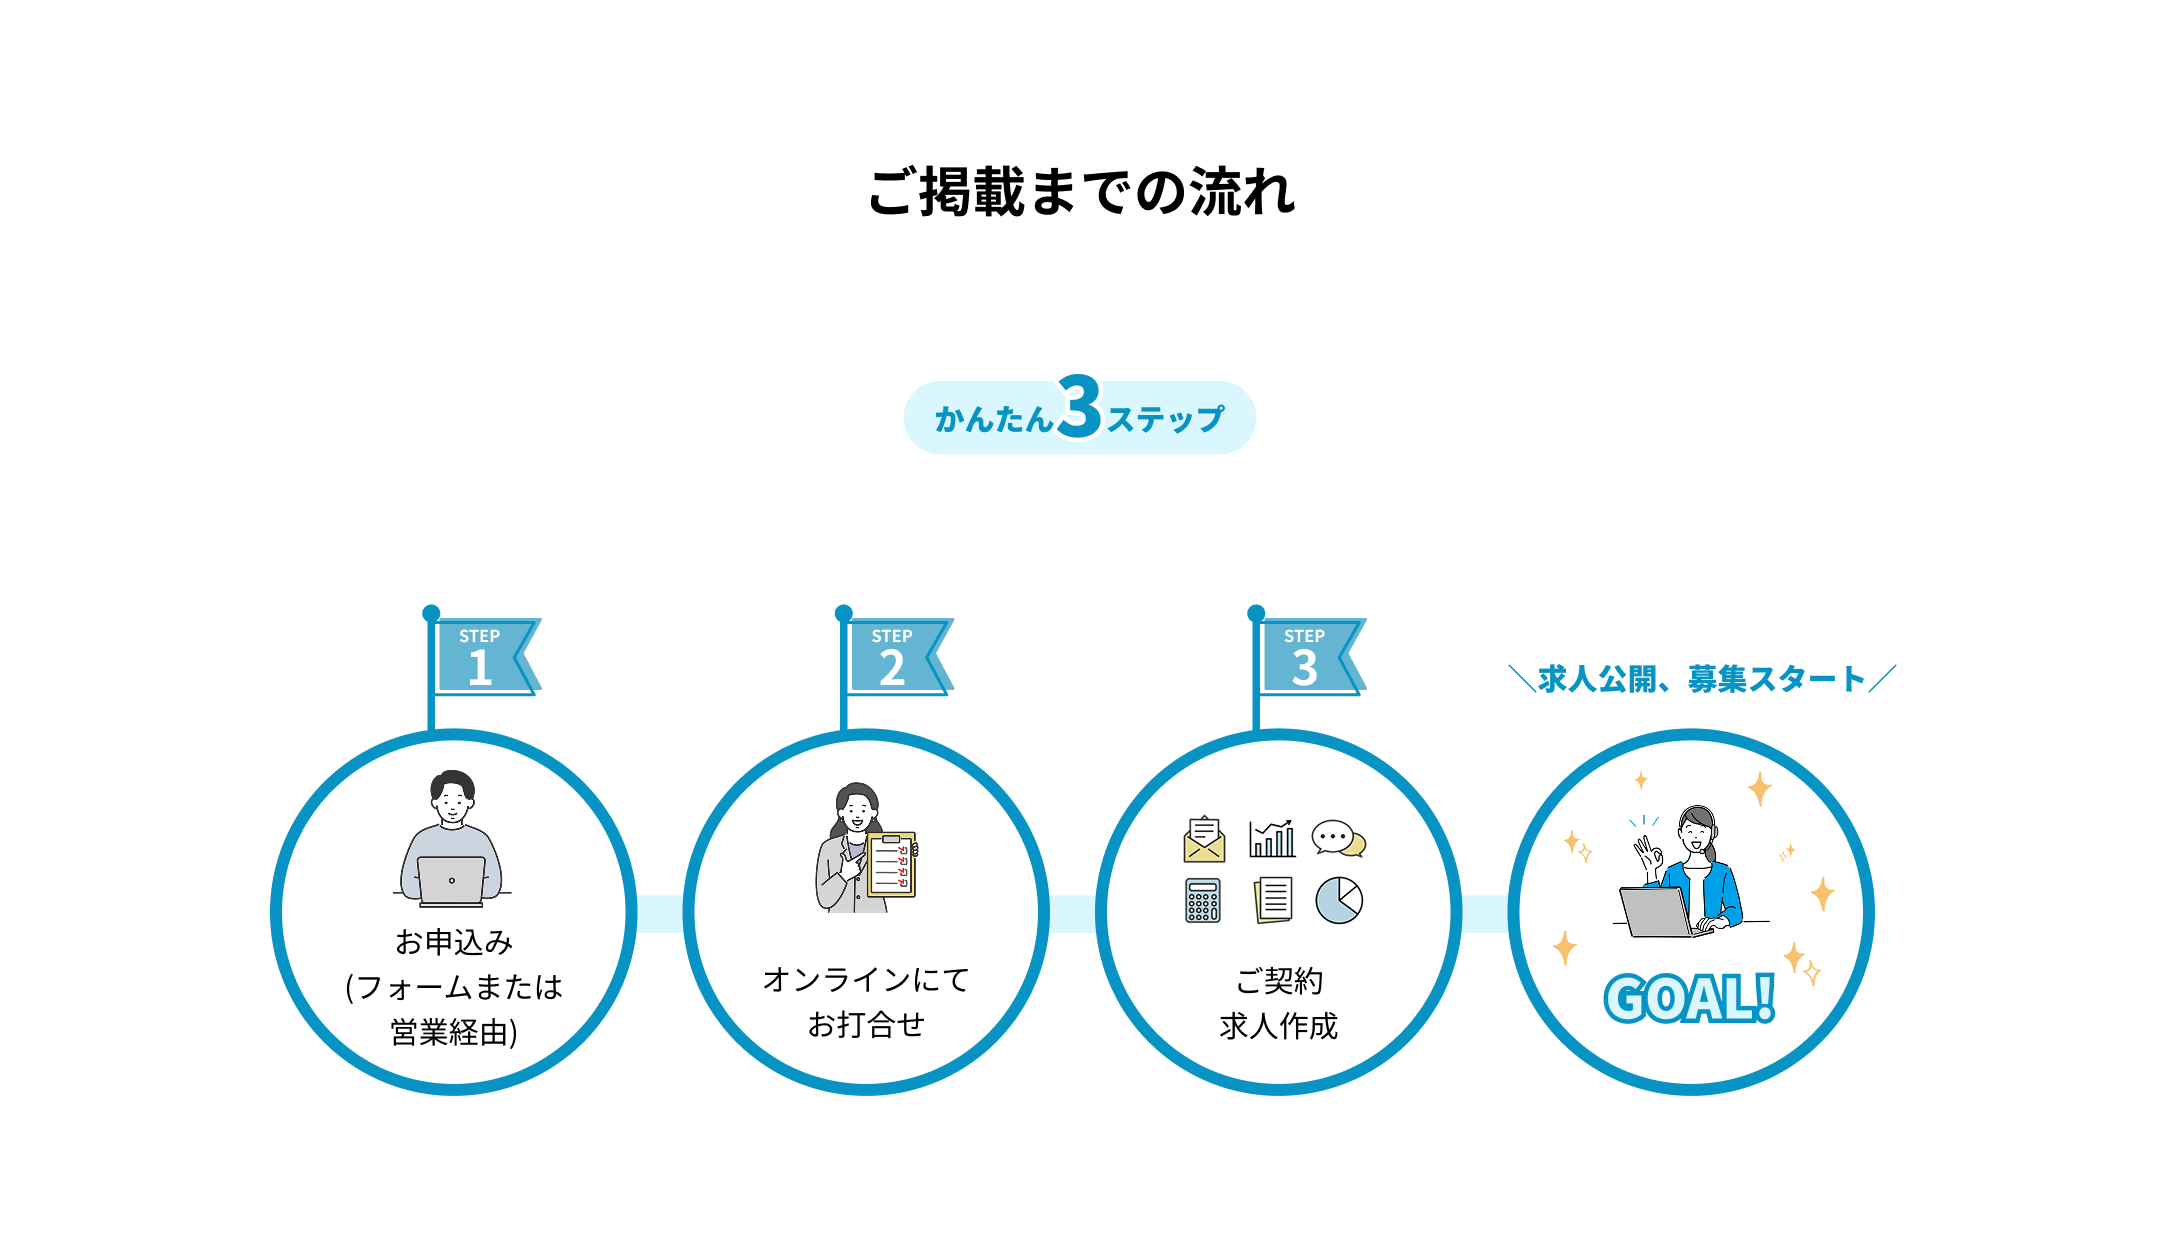 ご掲載までの流れ
かんたん3ステップ
STEP
1
お申込み
(フォームまたは
営業経由)
STEP
2
オンラインにて
お打合せ
STEP
3
ご契約
求人作成
＼求人公開、募集スタート／
GOAL!